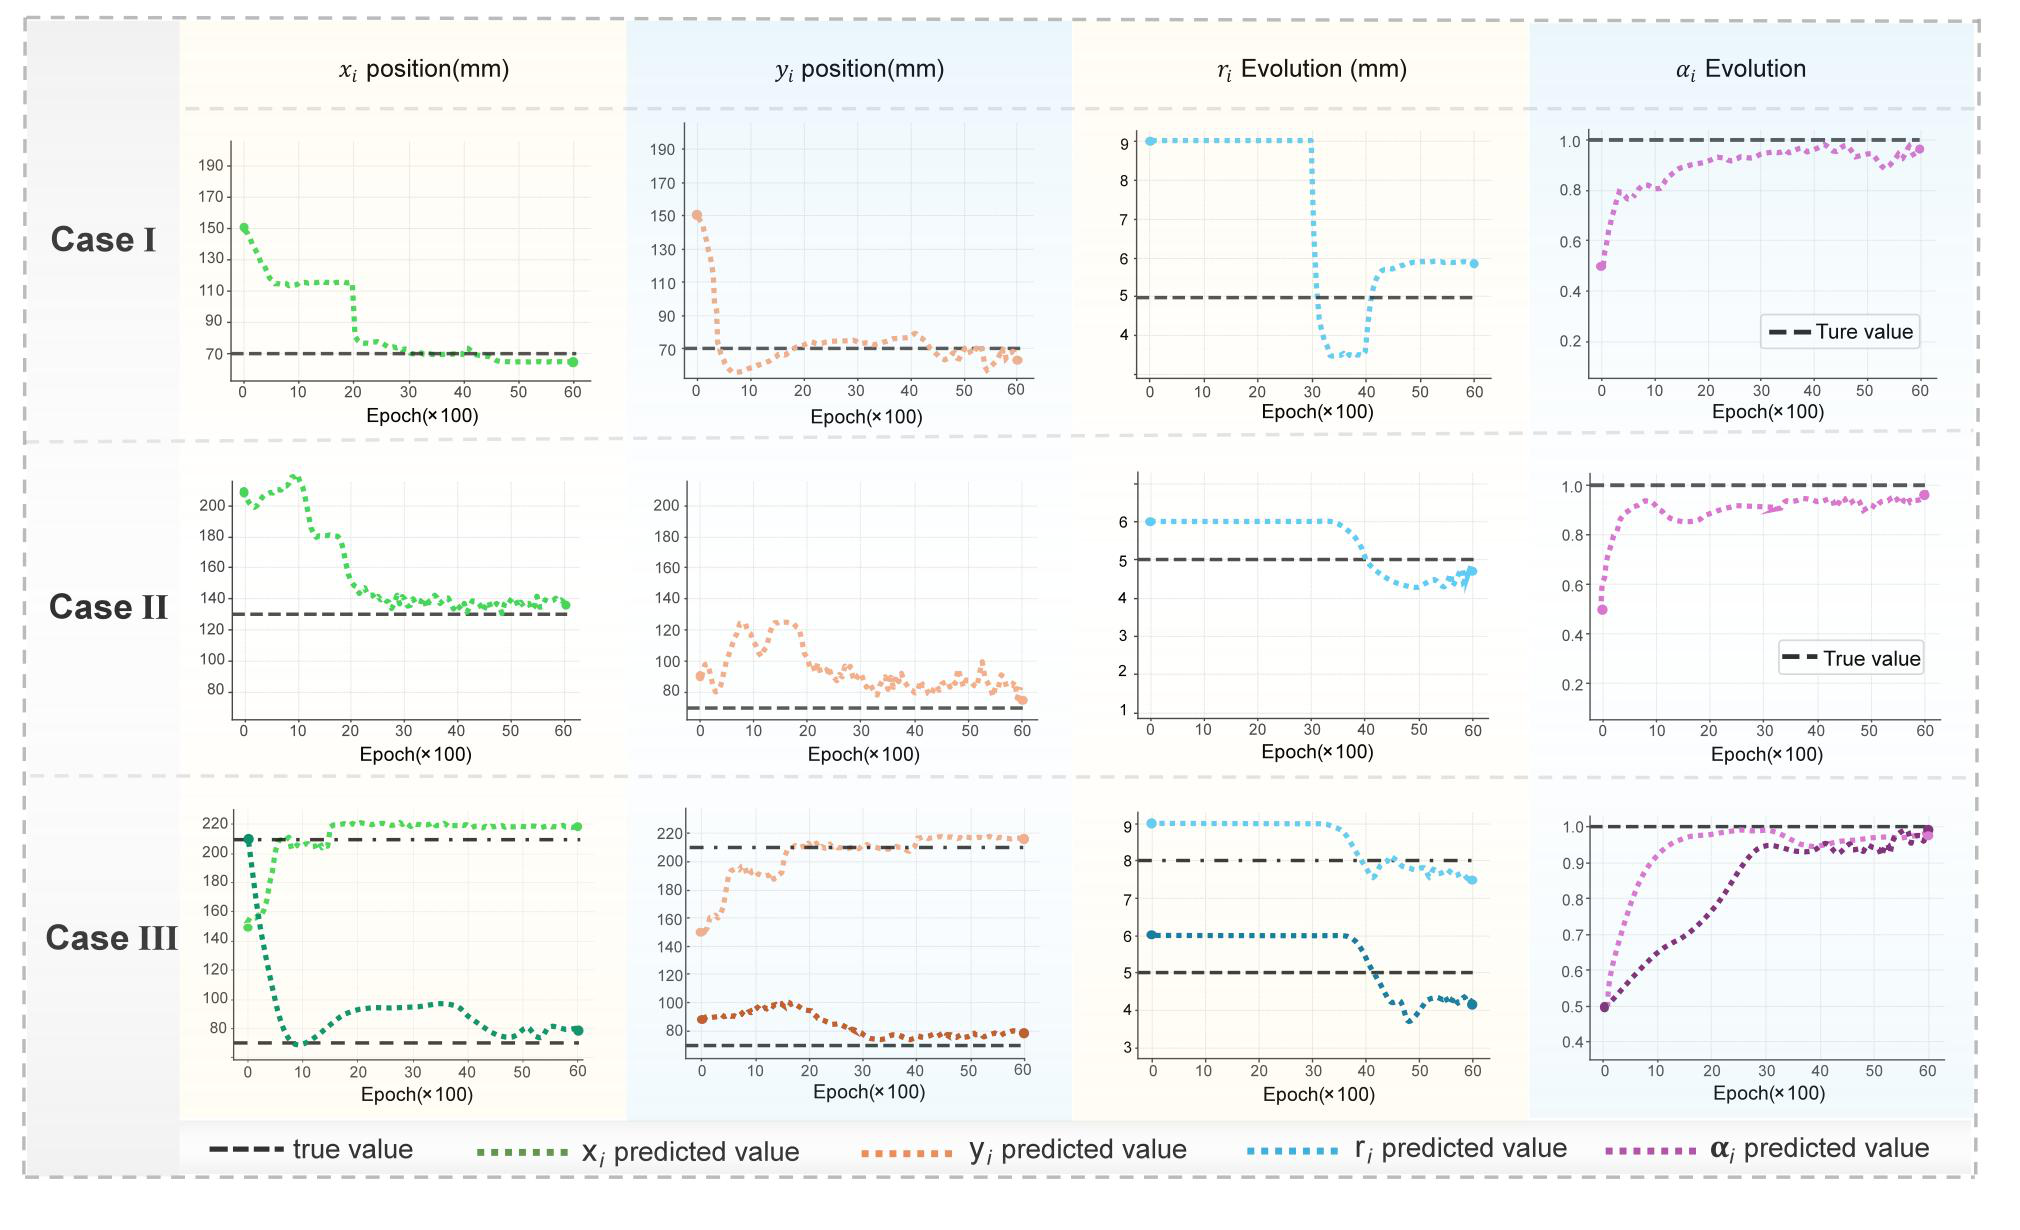 xᵢ position(mm)
yᵢ position(mm)
rᵢ Evolution (mm)
αᵢ Evolution
Case I
190
170
150
130
110
90
70
0 10 20 30 40 50 60
Epoch(×100)
190
170
150
130
110
90
70
0 10 20 30 40 50 60
Epoch(×100)
9
8
7
6
5
4
0 10 20 30 40 50 60
Epoch(×100)
1.0
0.8
0.6
0.4
0.2
Ture value
0 10 20 30 40 50 60
Epoch(×100)
Case II
200
180
160
140
120
100
80
0 10 20 30 40 50 60
Epoch(×100)
200
180
160
140
120
100
80
0 10 20 30 40 50 60
Epoch(×100)
6
5
4
3
2
1
0 10 20 30 40 50 60
Epoch(×100)
1.0
0.8
0.6
0.4
0.2
True value
0 10 20 30 40 50 60
Epoch(×100)
Case III
220
200
180
160
140
120
100
80
0 10 20 30 40 50 60
Epoch(×100)
220
200
180
160
140
120
100
80
0 10 20 30 40 50 60
Epoch(×100)
9
8
7
6
5
4
3
0 10 20 30 40 50 60
Epoch(×100)
1.0
0.9
0.8
0.7
0.6
0.5
0.4
0 10 20 30 40 50 60
Epoch(×100)
true value
xᵢ predicted value
yᵢ predicted value
rᵢ predicted value
αᵢ predicted value